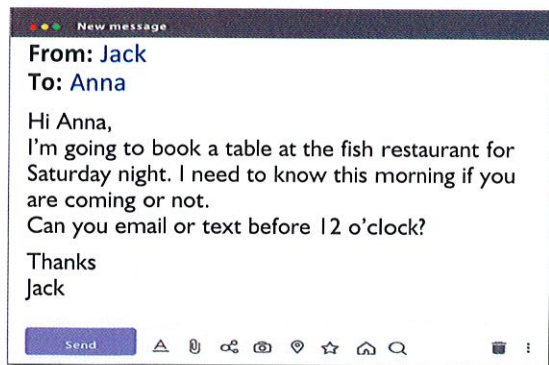 New message
From: Jack
To: Anna
Hi Anna,
I'm going to book a table at the fish restaurant for
Saturday night. I need to know this morning if you
are coming or not.
Can you email or text before 12 o'clock?
Thanks
Jack
Send